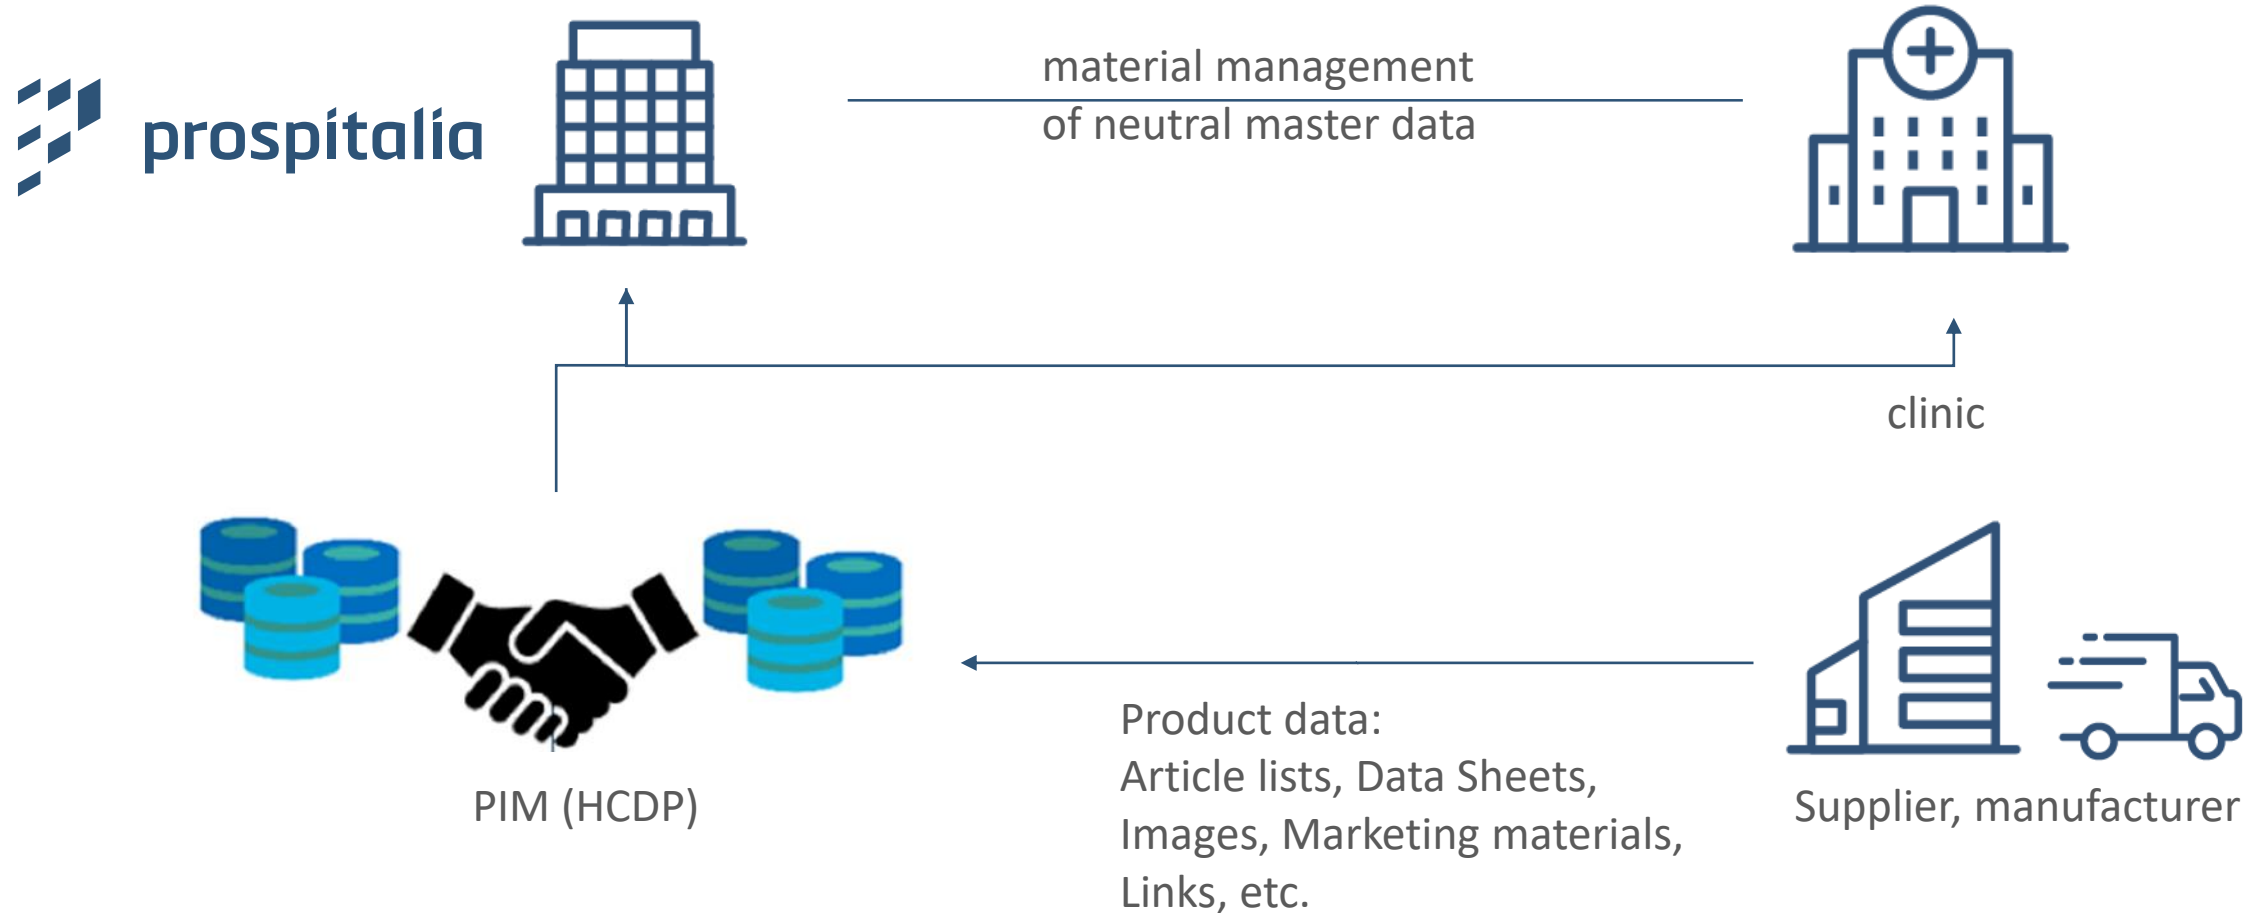 prospitalia
material management
of neutral master data
clinic
PIM (HCDP)
Product data:
Article lists, Data Sheets,
Images, Marketing materials,
Links, etc.
Supplier, manufacturer